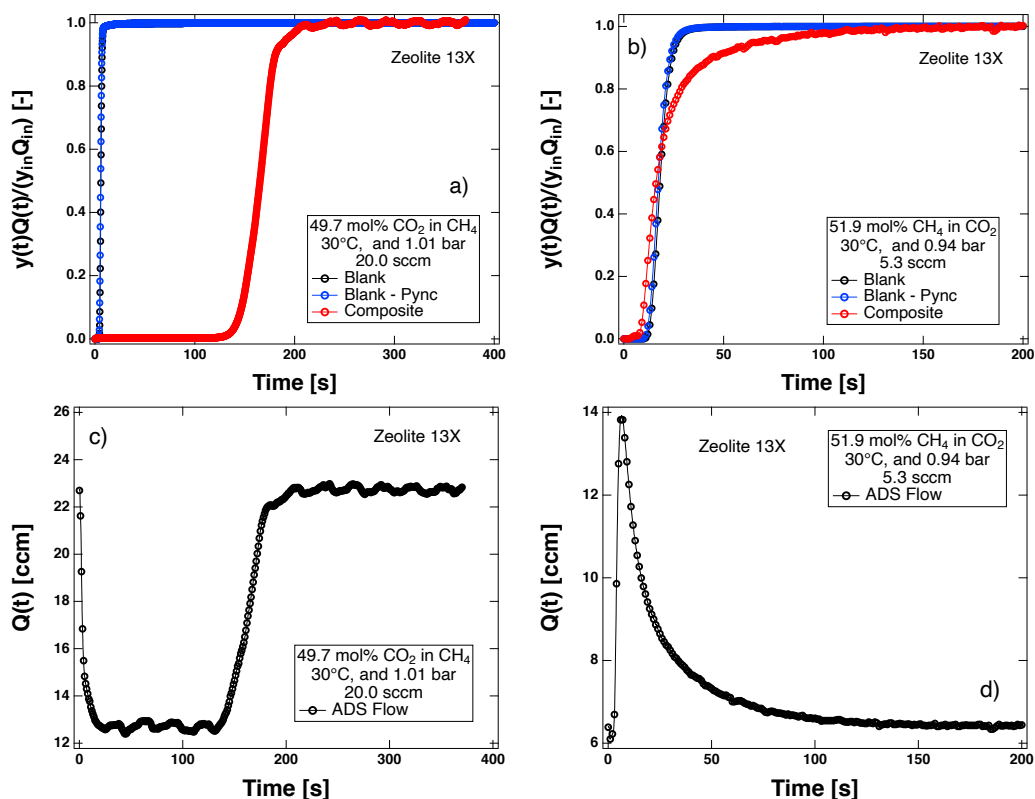 a)
Zeolite 13X
y(t)Q(t)/(y_inQ_in) [-]
1.0
0.8
0.6
0.4
0.2
0.0
49.7 mol% CO₂ in CH₄
30°C, and 1.01 bar
20.0 sccm
Blank
Blank - Pync
Composite
0
100
200
300
400
Time [s]
b)
Zeolite 13X
y(t)Q(t)/(y_inQ_in) [-]
1.0
0.8
0.6
0.4
0.2
0.0
51.9 mol% CH₄ in CO₂
30°C, and 0.94 bar
5.3 sccm
Blank
Blank - Pync
Composite
0
50
100
150
200
Time [s]
c)
Zeolite 13X
Q(t) [ccm]
26
24
22
20
18
16
14
12
49.7 mol% CO₂ in CH₄
30°C, and 1.01 bar
20.0 sccm
ADS Flow
0
100
200
300
400
Time [s]
Zeolite 13X
Q(t) [ccm]
14
12
10
8
6
51.9 mol% CH₄ in CO₂
30°C, and 0.94 bar
5.3 sccm
ADS Flow
d)
0
50
100
150
200
Time [s]